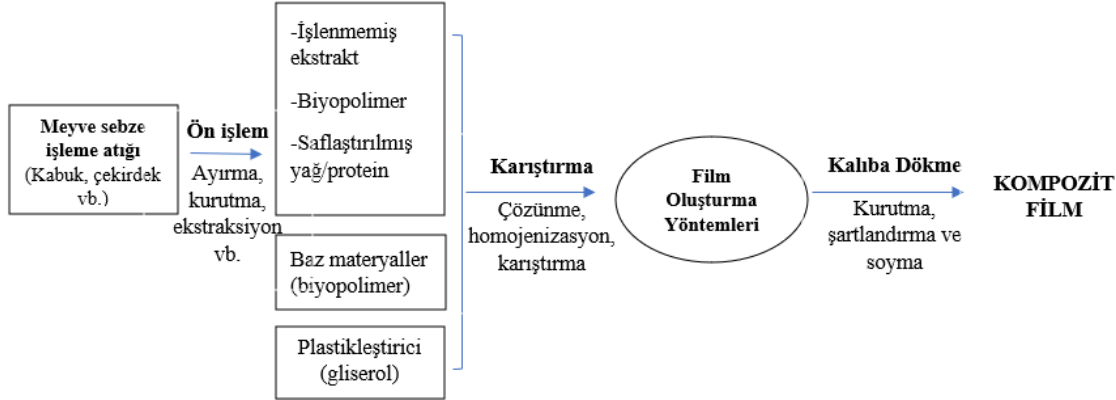 Meyve sebze
işleme atığı
(Kabuk, çekirdek
vb.)
Ön işlem
Ayırma,
kurutma,
ekstraksiyon
vb.
-İşlenmemiş
ekstrakt
-Biyopolimer
-Saflaştırılmış
yağ/protein
Baz materyaller
(biyopolimer)
Plastikleştirici
(gliserol)
Karıştırma
Çözünme,
homojenizasyon,
karıştırma
Film
Oluşturma
Yöntemleri
Kalıba Dökme
Kurutma,
şartlandırma ve
soyma
KOMPOZİT
FİLM